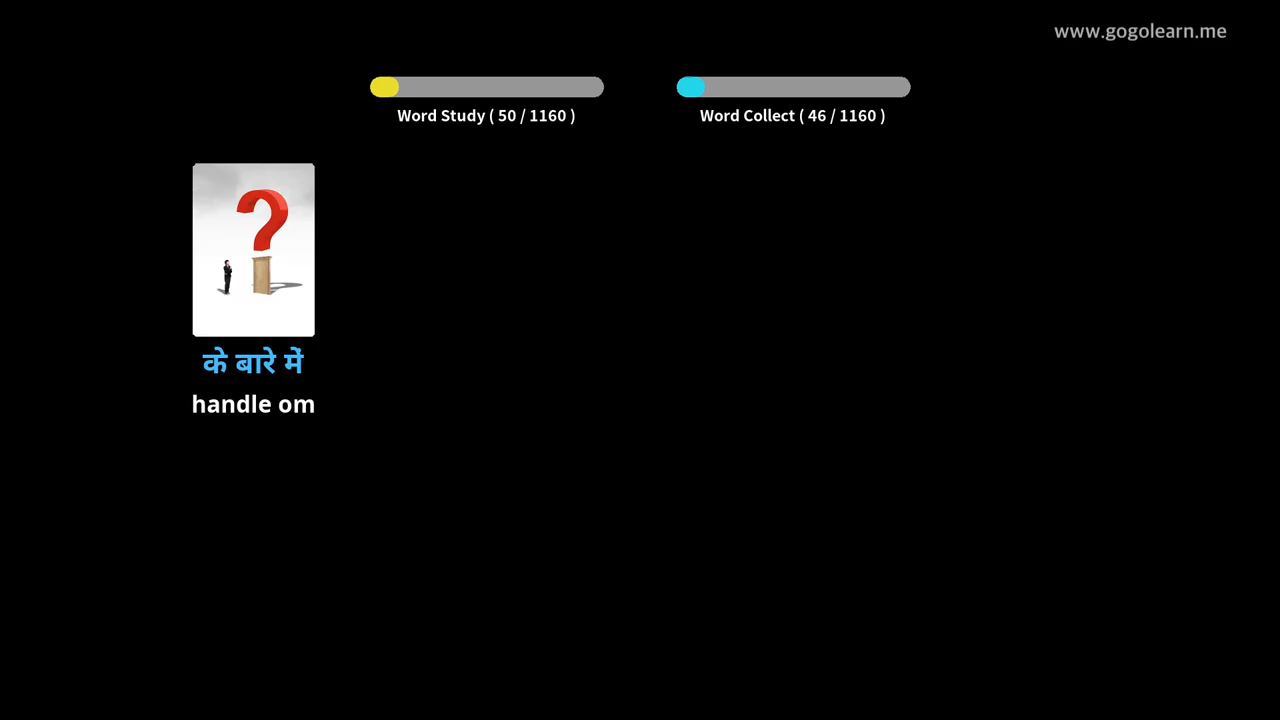 www.gogolearn.me
Word Study ( 50 / 1160 )
Word Collect ( 46 / 1160 )
के बारे में
handle om